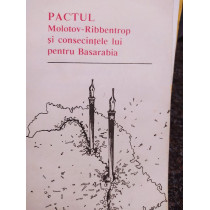 PACTUL
Molotov-Ribbentrop
și consecințele lui
pentru Basarabia